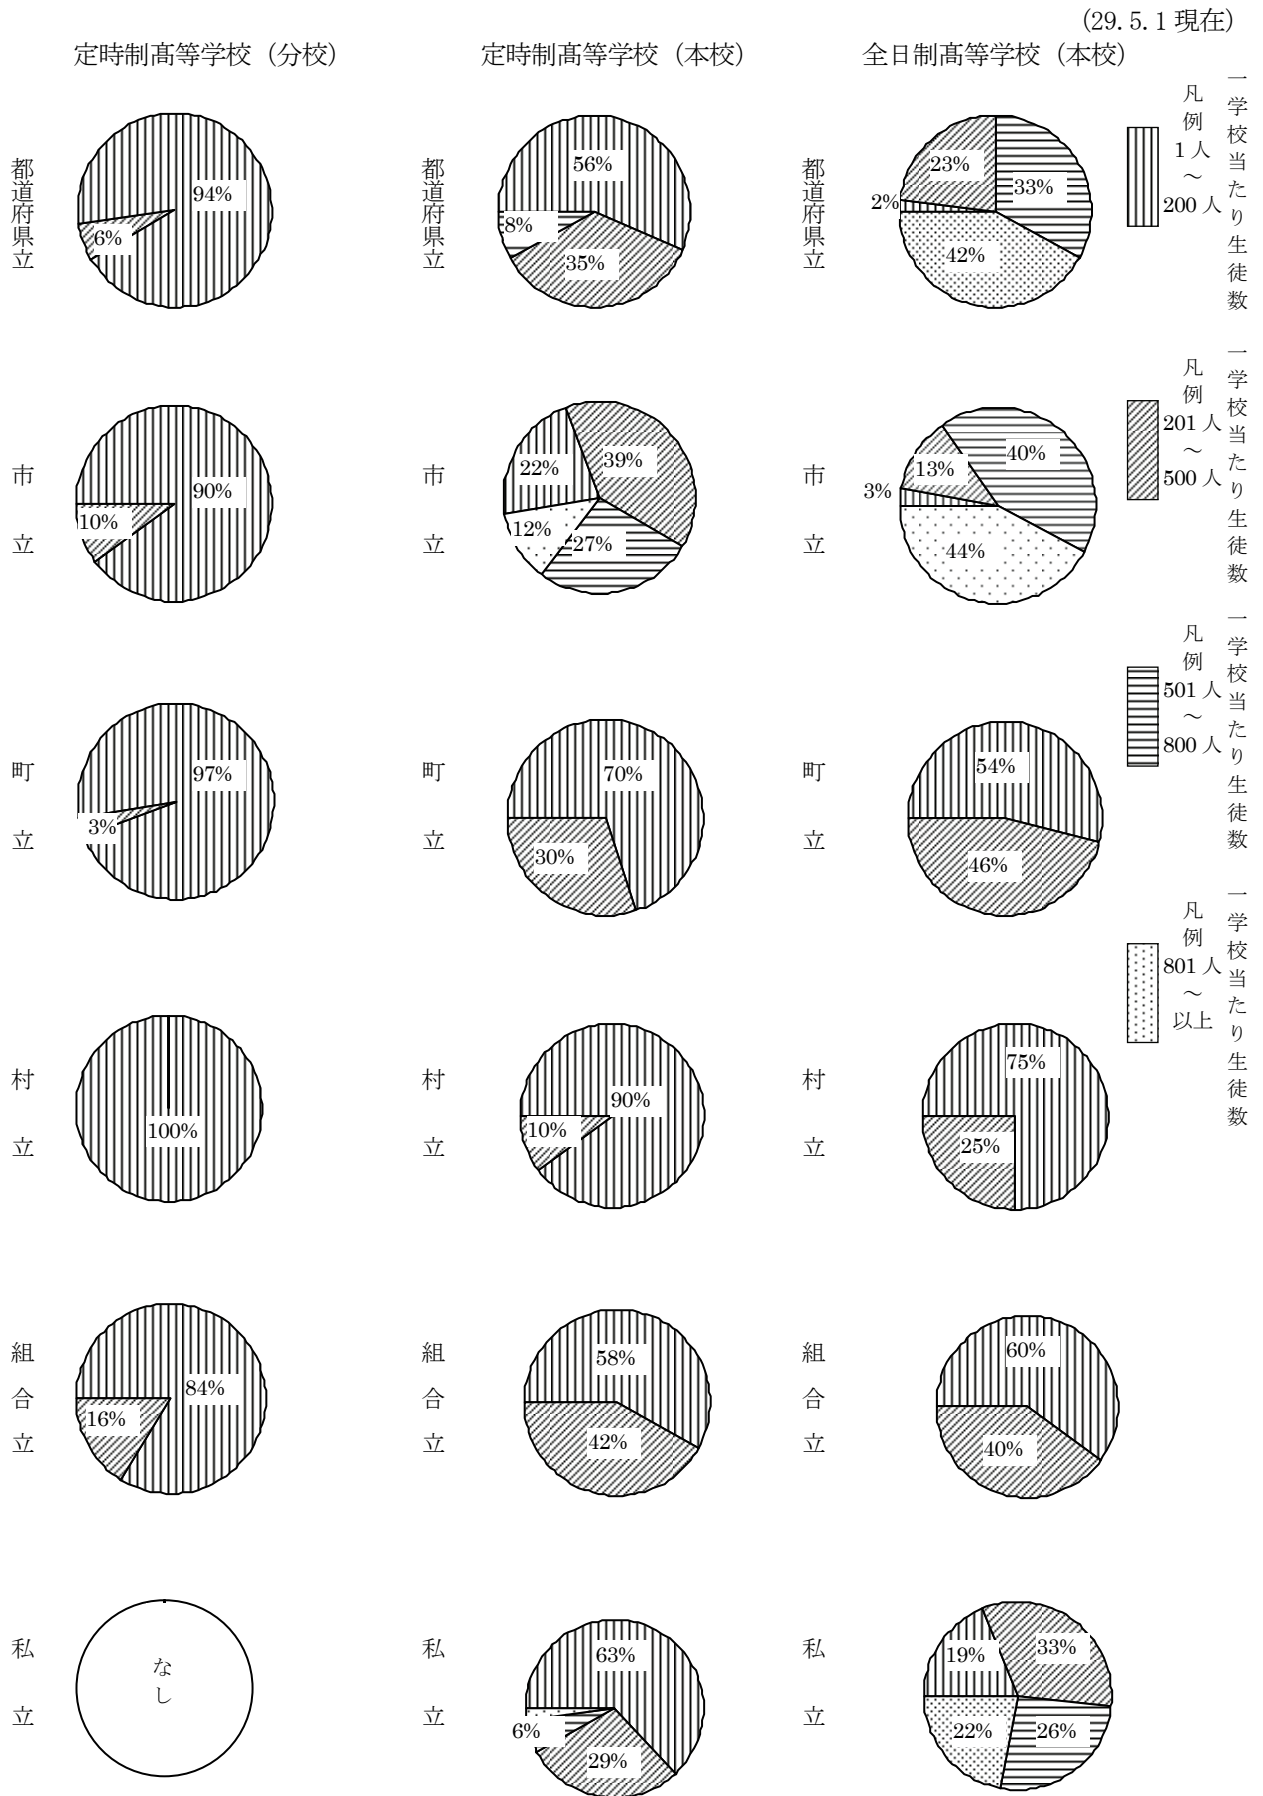 (29.5.1 現在)
定時制髙等学校（分校）
定時制髙等学校（本校）
全日制髙等学校（本校）
都道府県立
94%
6%
都道府県立
56%
8%
35%
都道府県立
23%
33%
2%
42%
市立
90%
10%
市立
22%
39%
12%
27%
市立
13%
40%
3%
44%
町立
97%
3%
町立
70%
30%
町立
54%
46%
村立
100%
村立
90%
10%
村立
75%
25%
組合立
84%
16%
組合立
58%
42%
組合立
60%
40%
私立
なし
私立
63%
6%
29%
私立
19%
33%
22%
26%
一学校当たり生徒数
凡例
1人
～
200人
一学校当たり生徒数
凡例
201人
～
500人
一学校当たり生徒数
凡例
501人
～
800人
一学校当たり生徒数
凡例
801人
～
以上